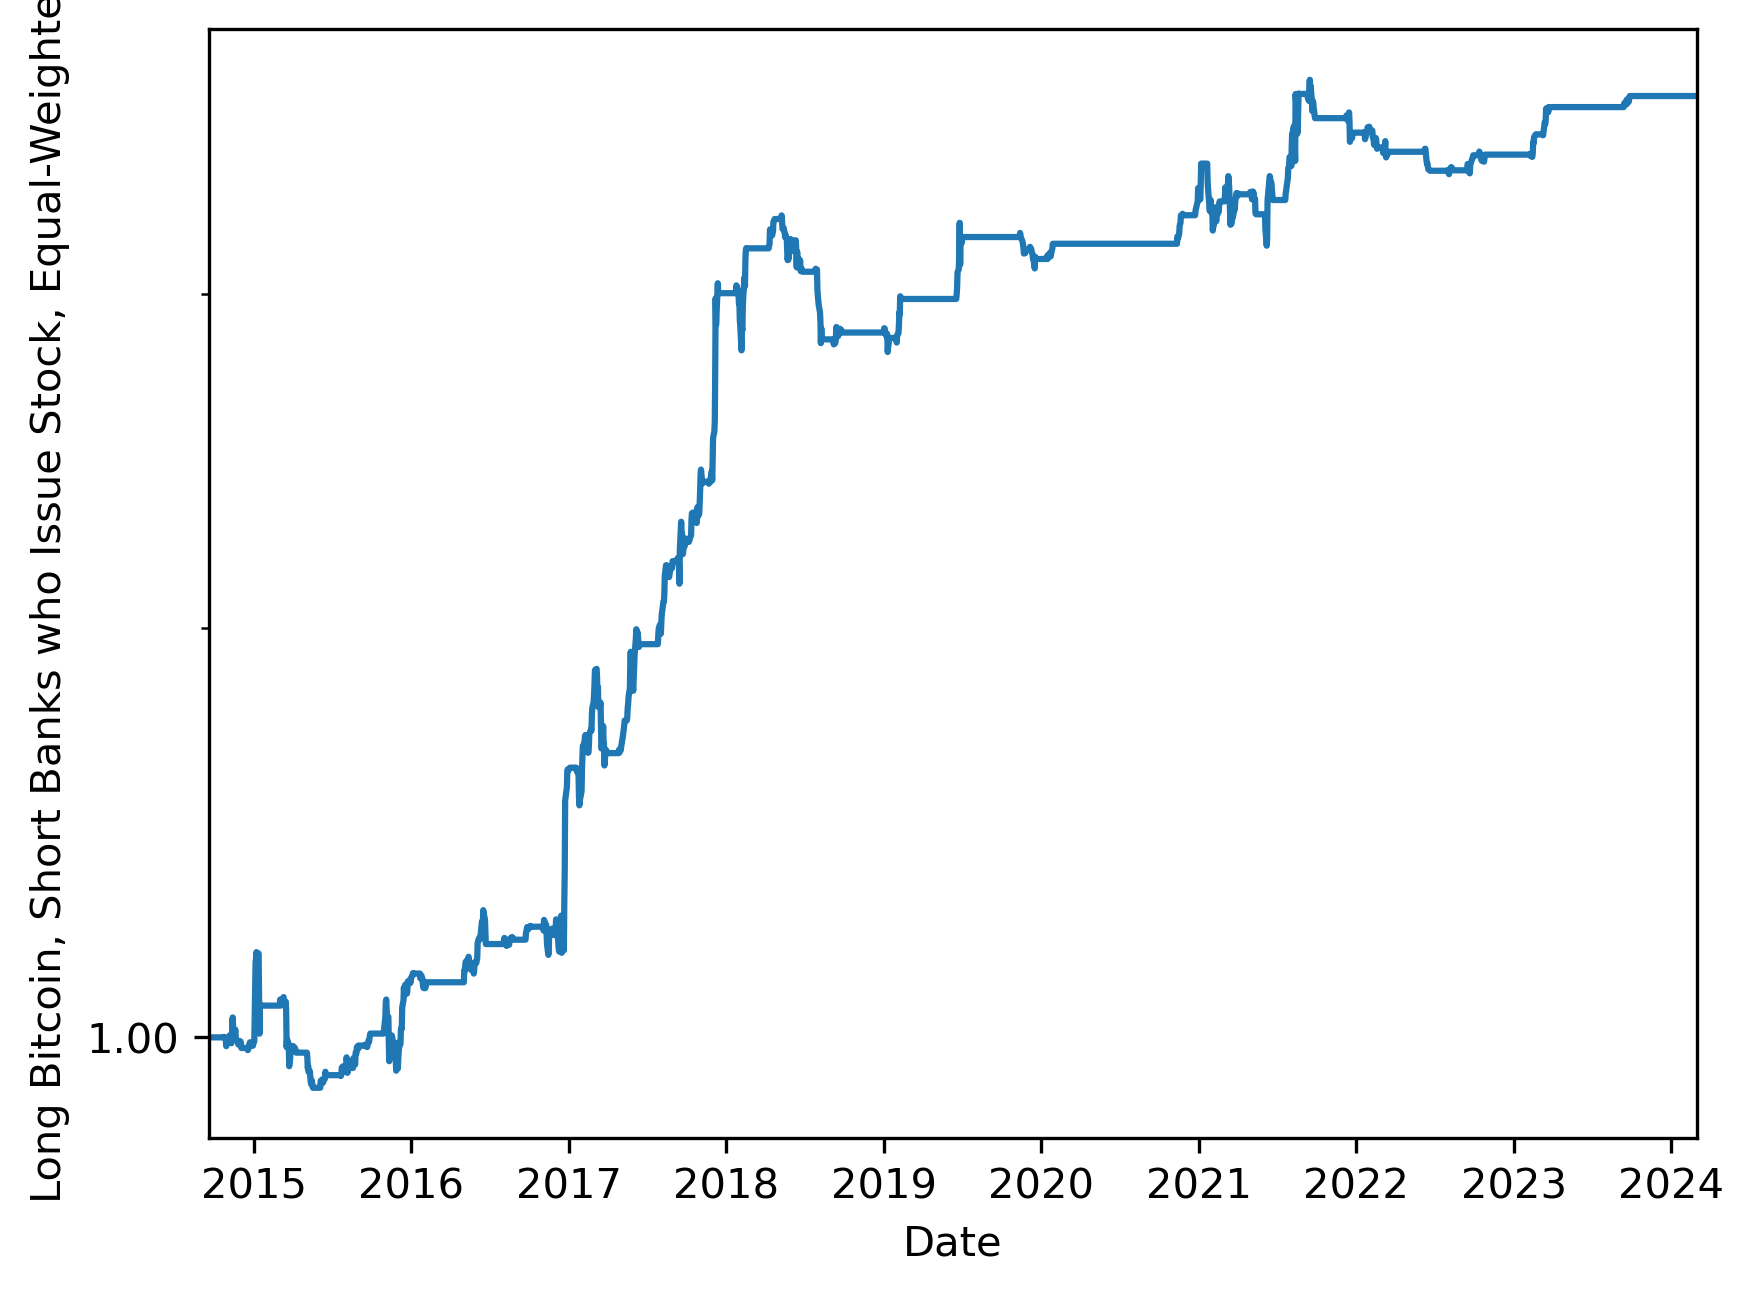 Long Bitcoin, Short Banks who Issue Stock, Equal-Weighte
1.00
2015 2016 2017 2018 2019 2020 2021 2022 2023 2024
Date